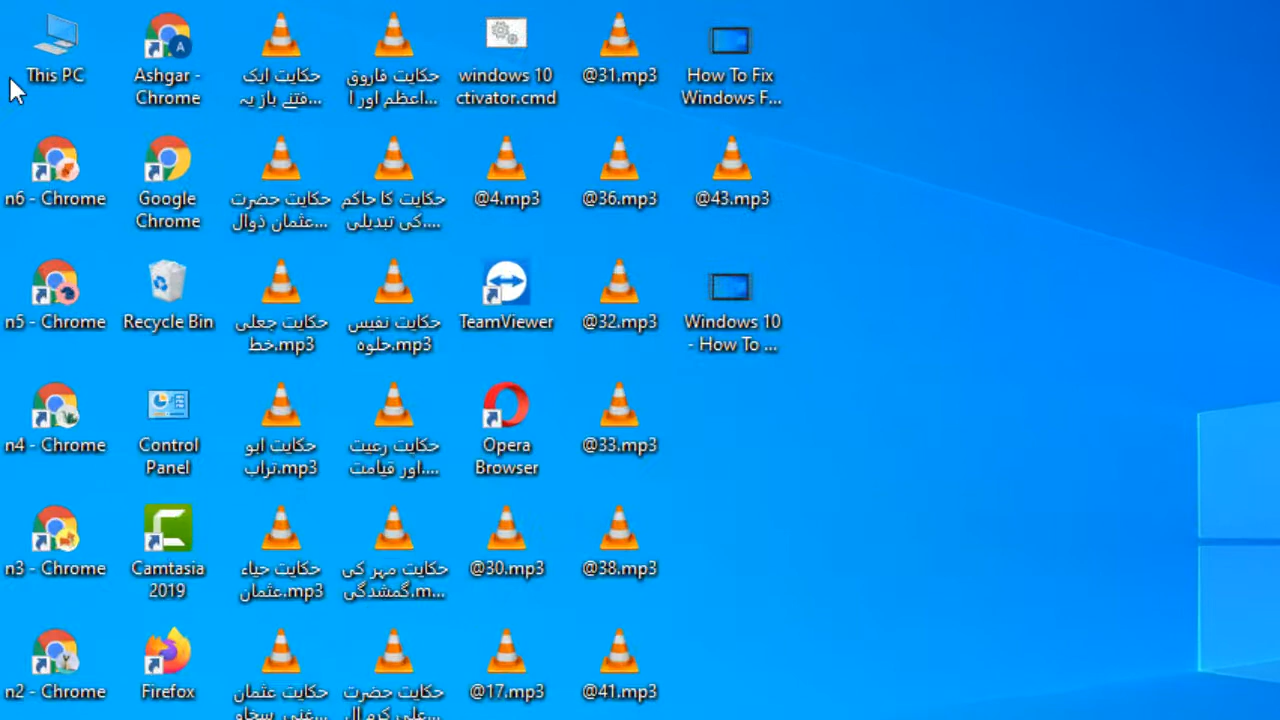 This PC
Ashgar -
Chrome
حکایت ایک
فتنے باز یہ...
حکایت فاروق
اعظم اور ا...
windows 10
ctivator.cmd
@31.mp3
How To Fix
Windows F...
n6 - Chrome
Google
Chrome
حکایت حضرت
عثمان ذوال...
حکایت کا حاکم
کی تبدیلی....
@4.mp3
@36.mp3
@43.mp3
n5 - Chrome
Recycle Bin
حکایت جعلی
خط.mp3
حکایت نفیس
حلوہ.mp3
TeamViewer
@32.mp3
Windows 10
- How To ...
n4 - Chrome
Control
Panel
حکایت ابو
تراب.mp3
حکایت رعیت
اور قیامت....
Opera
Browser
@33.mp3
n3 - Chrome
Camtasia
2019
حکایت حیاء
عثمان.mp3
حکایت مہر کی
گمشدگی.m...
@30.mp3
@38.mp3
n2 - Chrome
Firefox
حکایت عثمان
غنی سخاو...
حکایت حضرت
علی کرم ال...
@17.mp3
@41.mp3
A